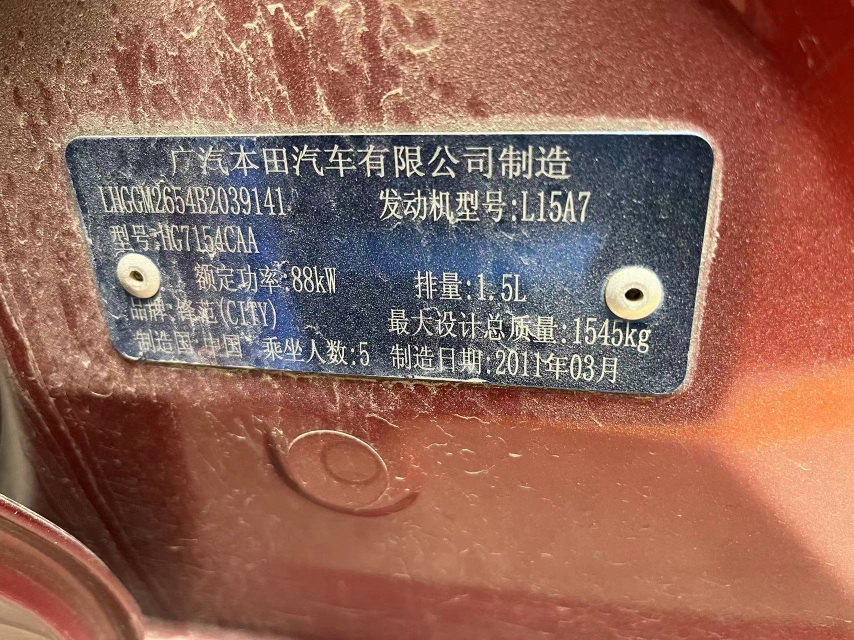 广汽本田汽车有限公司制造
LHGGM2654B2039141 发动机型号:L15A7
型号:HG7154CAA
额定功率:88kW 排量:1.5L
品牌:锋范(CITY) 最大设计总质量:1545kg
制造国:中国 乘坐人数:5 制造日期:2011年03月